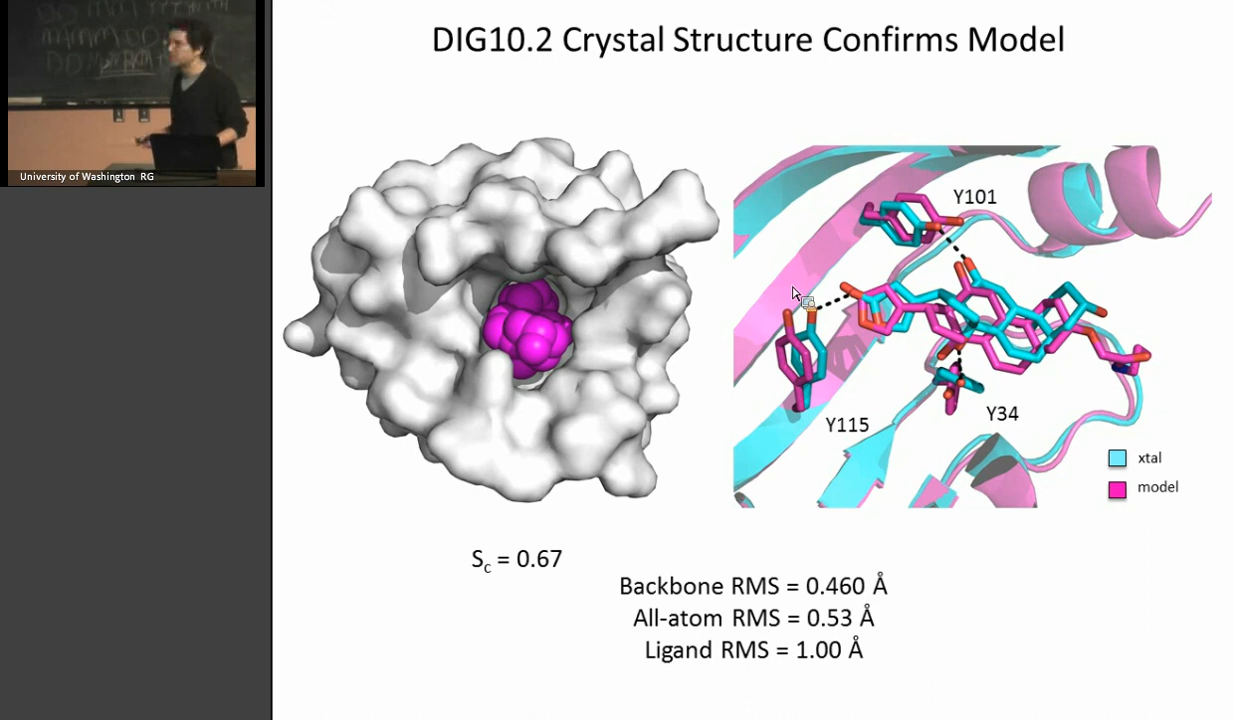 DIG10.2 Crystal Structure Confirms Model
University of Washington RG
Y101
Y115
Y34
xtal
model
Sc = 0.67
Backbone RMS = 0.460 Å
All-atom RMS = 0.53 Å
Ligand RMS = 1.00 Å